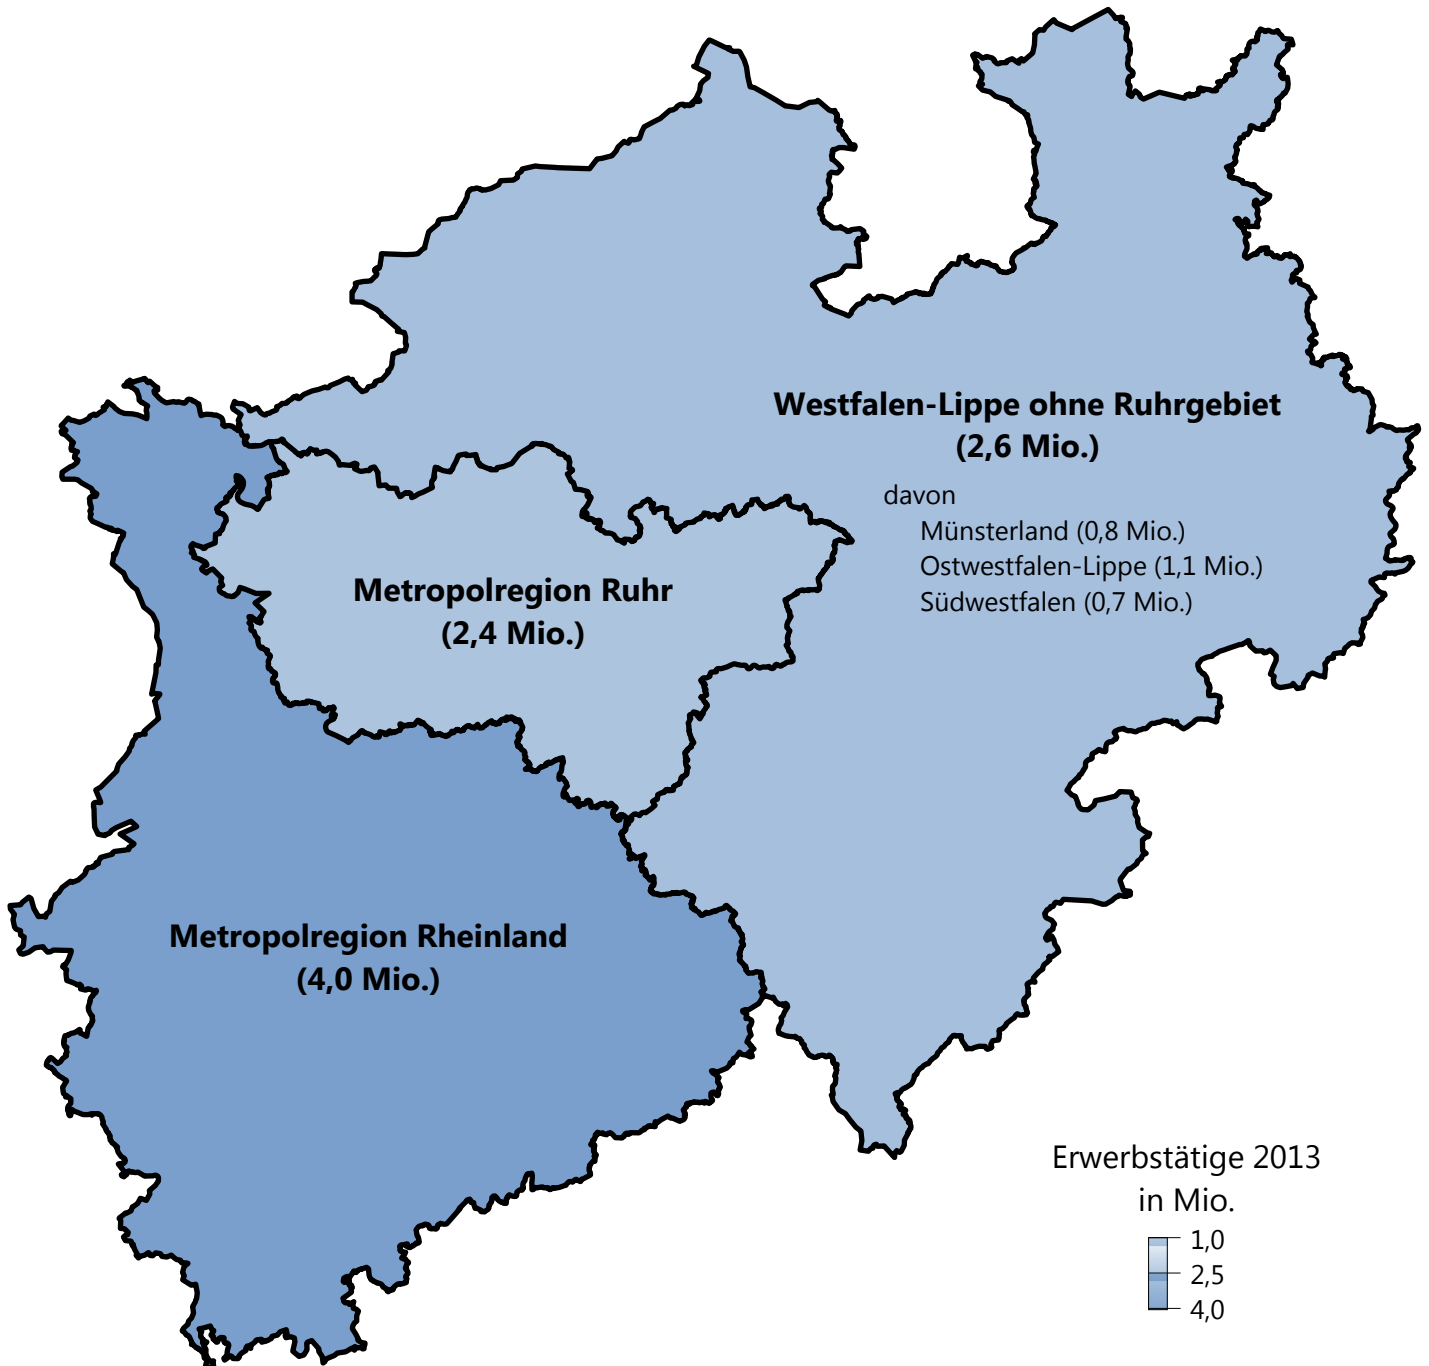 Westfalen-Lippe ohne Ruhrgebiet
(2,6 Mio.)
davon
Münsterland (0,8 Mio.)
Ostwestfalen-Lippe (1,1 Mio.)
Südwestfalen (0,7 Mio.)
Metropolregion Ruhr
(2,4 Mio.)
Metropolregion Rheinland
(4,0 Mio.)
Erwerbstätige 2013
in Mio.
1,0
2,5
4,0